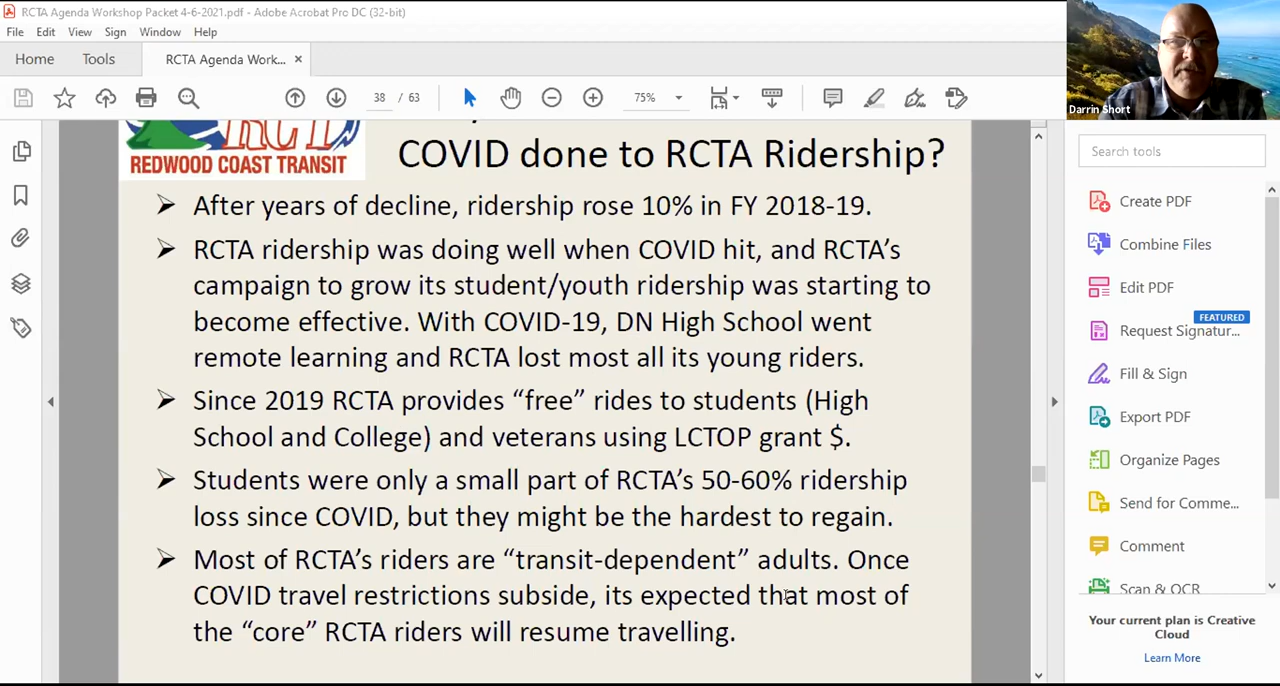 RCTA Agenda Workshop Packet 4-6-2021.pdf - Adobe Acrobat Pro DC (32-bit)
File Edit View Sign Window Help
Home Tools RCTA Agenda Work... ×
38 / 63 75%
Darrin Short
REDWOOD COAST TRANSIT
COVID done to RCTA Ridership?
➢ After years of decline, ridership rose 10% in FY 2018-19.
➢ RCTA ridership was doing well when COVID hit, and RCTA’s
campaign to grow its student/youth ridership was starting to
become effective. With COVID-19, DN High School went
remote learning and RCTA lost most all its young riders.
➢ Since 2019 RCTA provides “free” rides to students (High
School and College) and veterans using LCTOP grant $.
➢ Students were only a small part of RCTA’s 50-60% ridership
loss since COVID, but they might be the hardest to regain.
➢ Most of RCTA’s riders are “transit-dependent” adults. Once
COVID travel restrictions subside, its expected that most of
the “core” RCTA riders will resume travelling.
Search tools
Create PDF
Combine Files
Edit PDF
FEATURED
Request Signatur...
Fill & Sign
Export PDF
Organize Pages
Send for Comme...
Comment
Scan & OCR
Your current plan is Creative
Cloud
Learn More